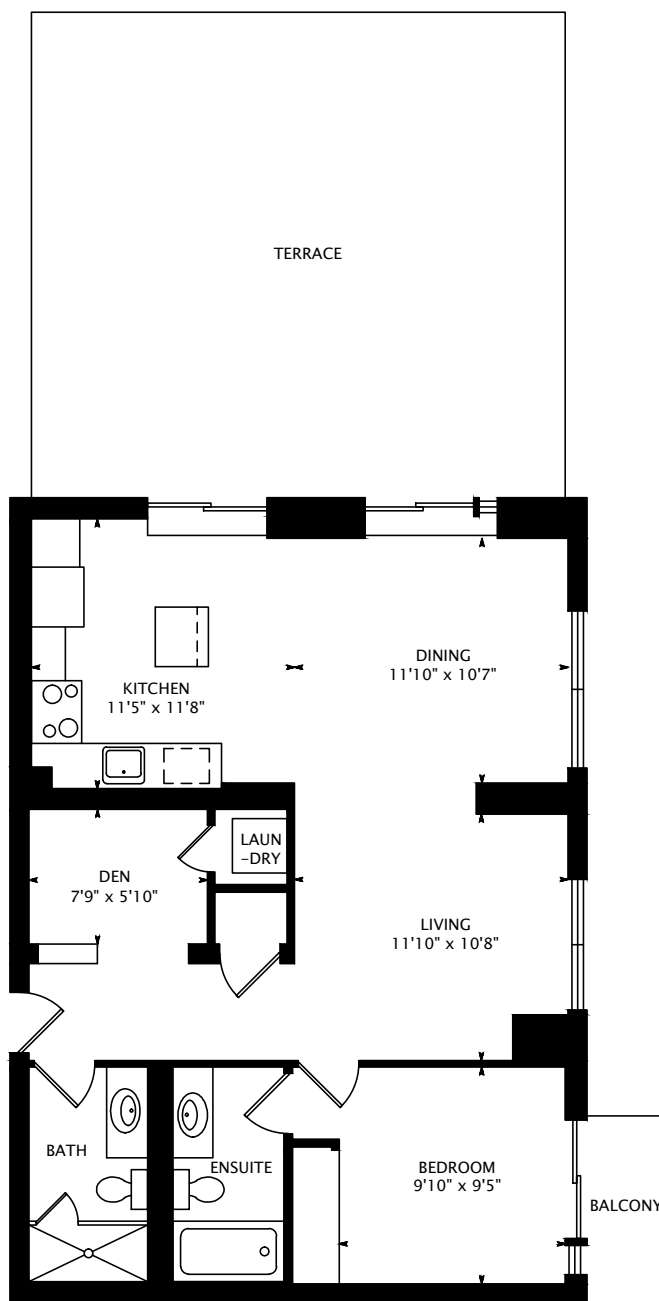 TERRACE
DINING
11'10" x 10'7"
KITCHEN
11'5" x 11'8"
LAUN
-DRY
DEN
7'9" x 5'10"
LIVING
11'10" x 10'8"
BATH
ENSUITE
BEDROOM
9'10" x 9'5"
BALCONY